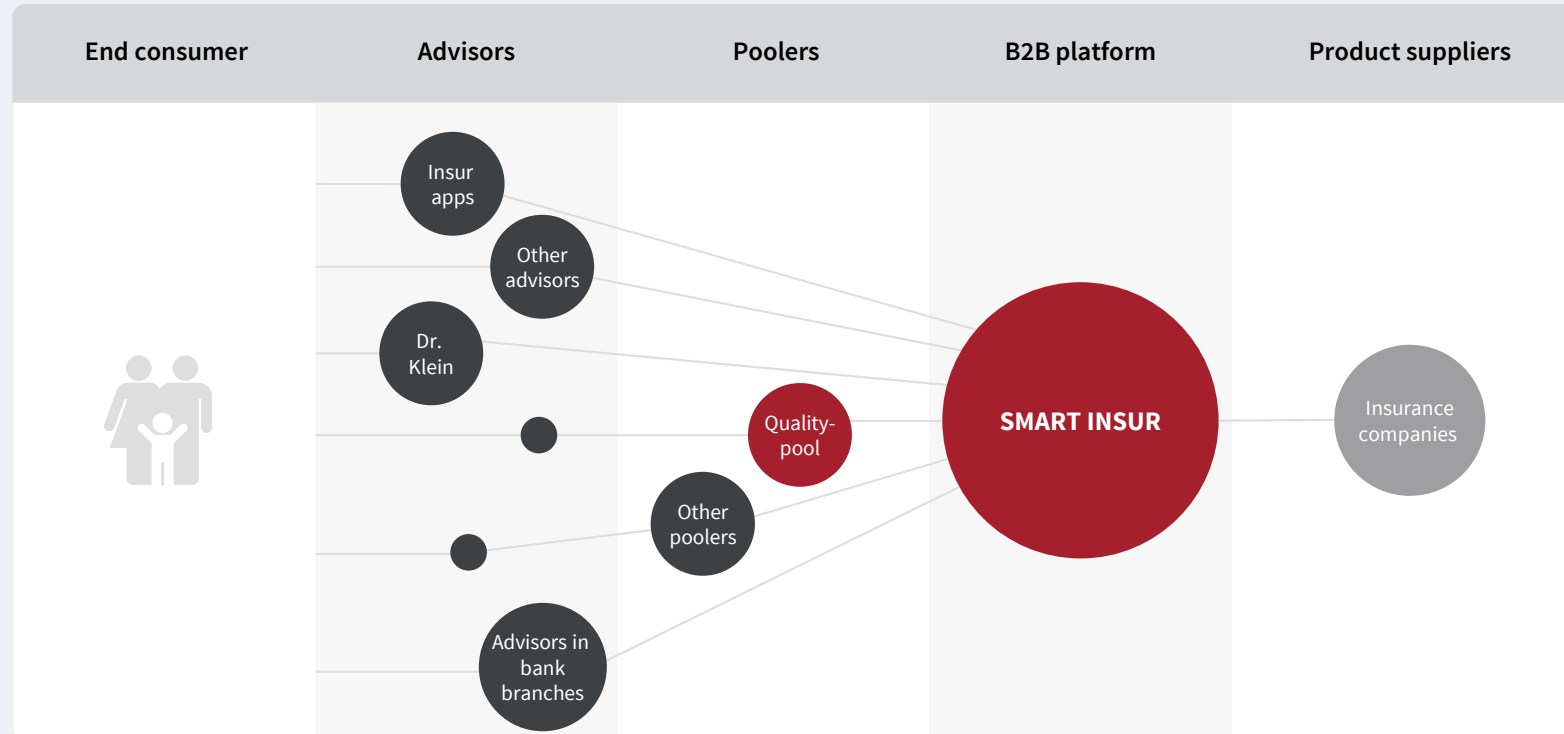 End consumer
Advisors
Poolers
B2B platform
Product suppliers
Insur
apps
Other
advisors
Dr.
Klein
Quality-
pool
SMART INSUR
Insurance
companies
Other
poolers
Advisors in
bank
branches